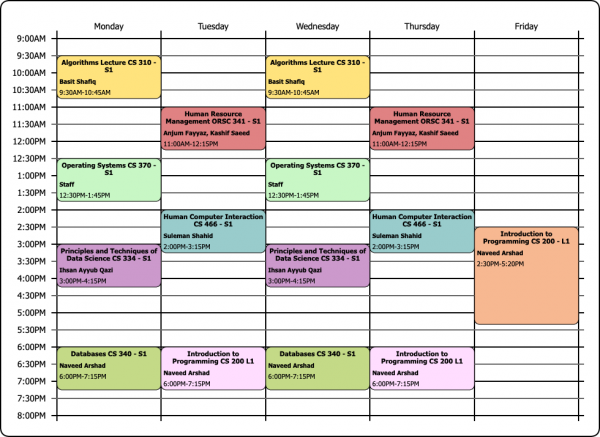 Monday Tuesday Wednesday Thursday Friday
9:00AM
9:30AM
10:00AM
10:30AM
11:00AM
11:30AM
12:00PM
12:30PM
1:00PM
1:30PM
2:00PM
2:30PM
3:00PM
3:30PM
4:00PM
4:30PM
5:00PM
5:30PM
6:00PM
6:30PM
7:00PM
7:30PM
8:00PM
Algorithms Lecture CS 310 -
S1
Basit Shafiq
9:30AM-10:45AM
Operating Systems CS 370 -
S1
Staff
12:30PM-1:45PM
Principles and Techniques of
Data Science CS 334 - S1
Ihsan Ayyub Qazi
3:00PM-4:15PM
Databases CS 340 - S1
Naveed Arshad
6:00PM-7:15PM
Human Resource
Management ORSC 341 - S1
Anjum Fayyaz, Kashif Saeed
11:00AM-12:15PM
Human Computer Interaction
CS 466 - S1
Suleman Shahid
2:00PM-3:15PM
Introduction to
Programming CS 200 L1
Naveed Arshad
6:00PM-7:15PM
Algorithms Lecture CS 310 -
S1
Basit Shafiq
9:30AM-10:45AM
Operating Systems CS 370 -
S1
Staff
12:30PM-1:45PM
Principles and Techniques of
Data Science CS 334 - S1
Ihsan Ayyub Qazi
3:00PM-4:15PM
Databases CS 340 - S1
Naveed Arshad
6:00PM-7:15PM
Human Resource
Management ORSC 341 - S1
Anjum Fayyaz, Kashif Saeed
11:00AM-12:15PM
Human Computer Interaction
CS 466 - S1
Suleman Shahid
2:00PM-3:15PM
Introduction to
Programming CS 200 L1
Naveed Arshad
6:00PM-7:15PM
Introduction to
Programming CS 200 - L1
Naveed Arshad
2:30PM-5:20PM